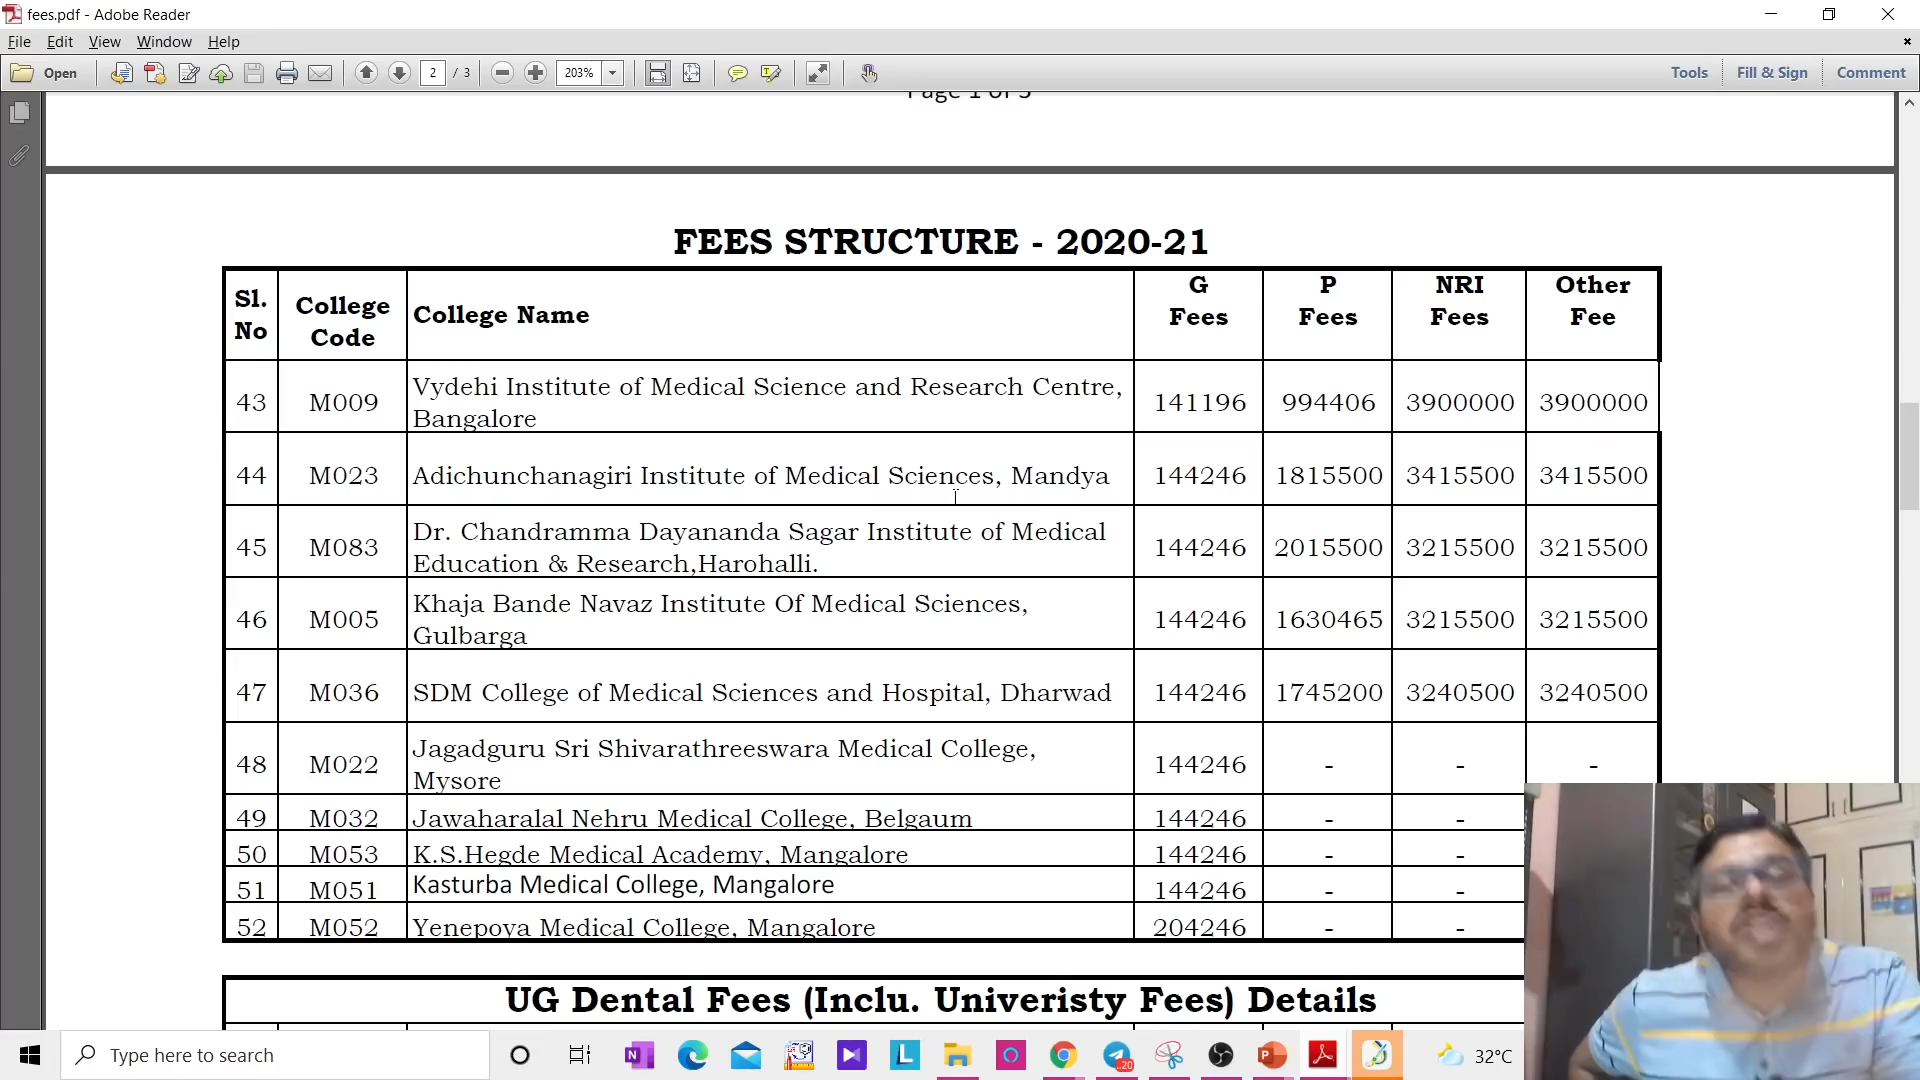 fees.pdf - Adobe Reader
File Edit View Window Help
Open 2 / 3 203% Tools Fill & Sign Comment
Page 1 of 3
FEES STRUCTURE - 2020-21
Sl. No College Code College Name G Fees P Fees NRI Fees Other Fee
43 M009 Vydehi Institute of Medical Science and Research Centre, Bangalore 141196 994406 3900000 3900000
44 M023 Adichunchanagiri Institute of Medical Sciences, Mandya 144246 1815500 3415500 3415500
45 M083 Dr. Chandramma Dayananda Sagar Institute of Medical Education & Research,Harohalli. 144246 2015500 3215500 3215500
46 M005 Khaja Bande Navaz Institute Of Medical Sciences, Gulbarga 144246 1630465 3215500 3215500
47 M036 SDM College of Medical Sciences and Hospital, Dharwad 144246 1745200 3240500 3240500
48 M022 Jagadguru Sri Shivarathreeswara Medical College, Mysore 144246 - - -
49 M032 Jawaharalal Nehru Medical College, Belgaum 144246 - -
50 M053 K.S.Hegde Medical Academy, Mangalore 144246 - -
51 M051 Kasturba Medical College, Mangalore 144246 - -
52 M052 Yenepoya Medical College, Mangalore 204246 - -
UG Dental Fees (Inclu. Univeristy Fees) Details
Type here to search 20 32°C